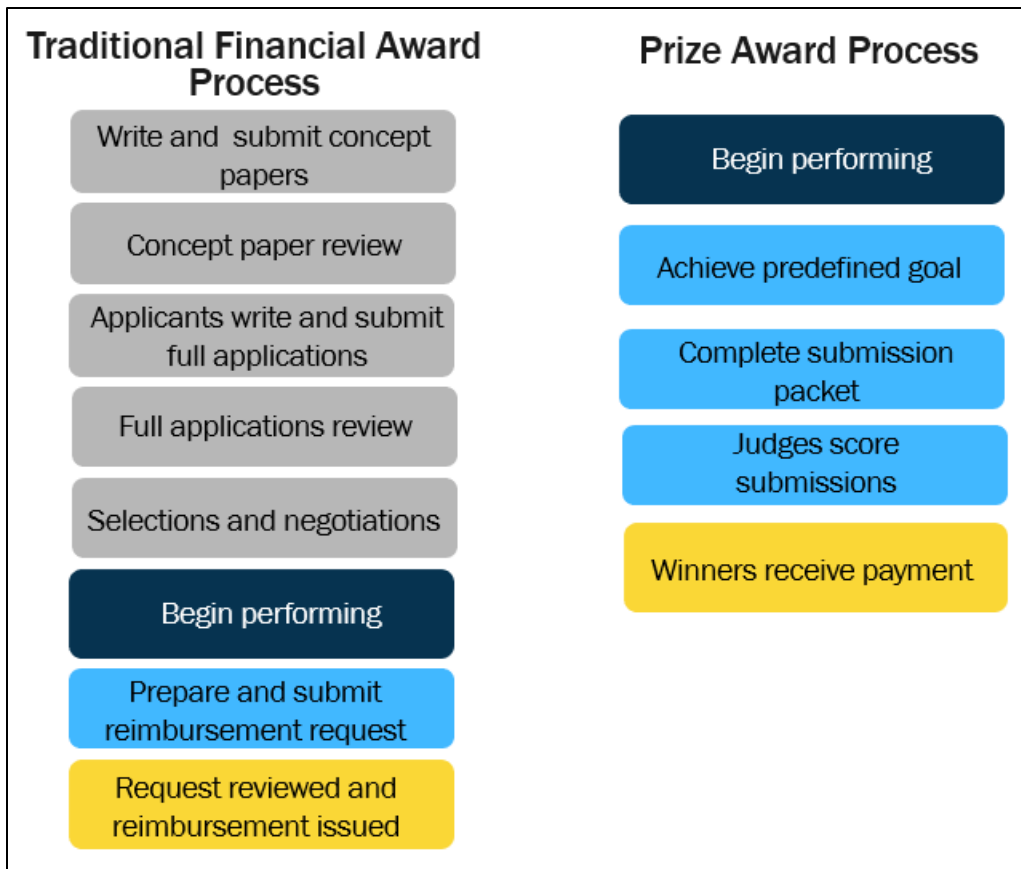 Traditional Financial Award
Process
Write and submit concept
papers
Concept paper review
Applicants write and submit
full applications
Full applications review
Selections and negotiations
Begin performing
Prepare and submit
reimbursement request
Request reviewed and
reimbursement issued
Prize Award Process
Begin performing
Achieve predefined goal
Complete submission
packet
Judges score
submissions
Winners receive payment